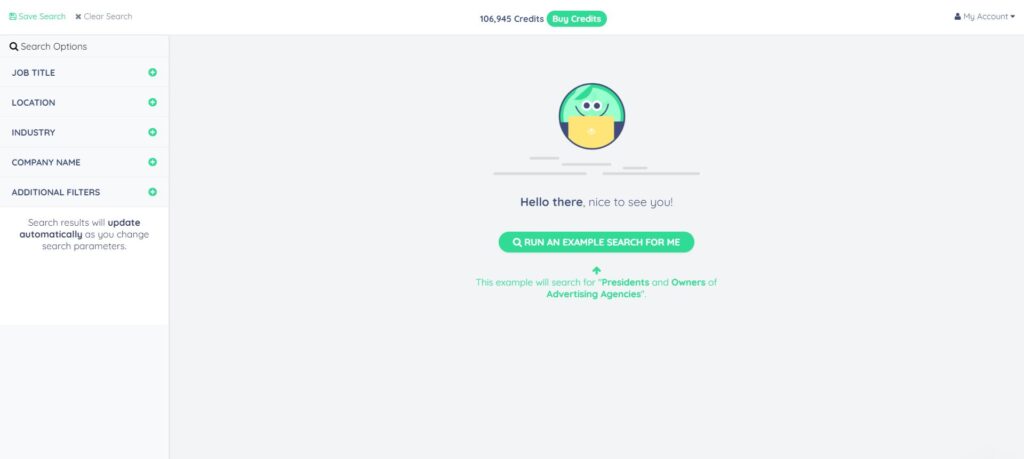 Save Search
Clear Search
106,945 Credits
Buy Credits
My Account
Search Options
JOB TITLE
LOCATION
INDUSTRY
COMPANY NAME
ADDITIONAL FILTERS
Search results will update
automatically as you change
search parameters.
Hello there, nice to see you!
RUN AN EXAMPLE SEARCH FOR ME
This example will search for "Presidents and Owners of
Advertising Agencies".